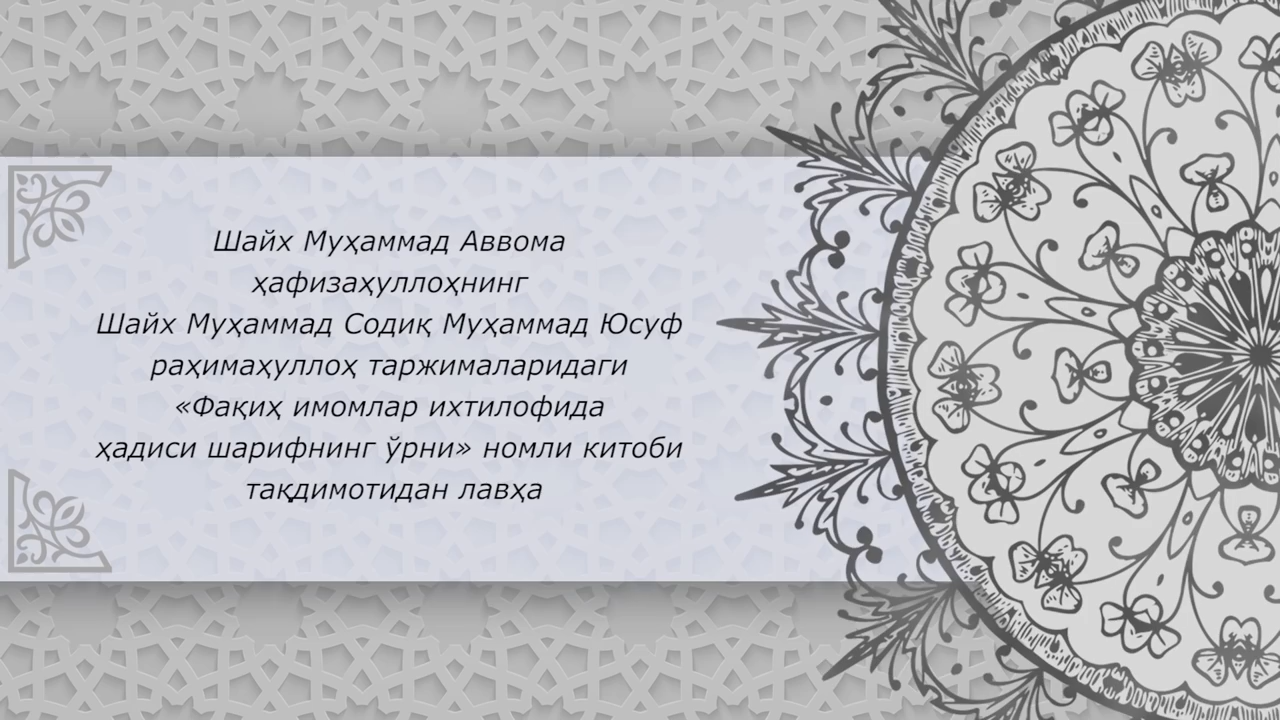 Шайх Муҳаммад Аввома
ҳафизаҳуллоҳнинг
Шайх Муҳаммад Содиқ Муҳаммад Юсуф
раҳимаҳуллоҳ таржималаридаги
«Фақиҳ имомлар ихтилофида
ҳадиси шарифнинг ўрни» номли китоби
тақдимотидан лавҳа